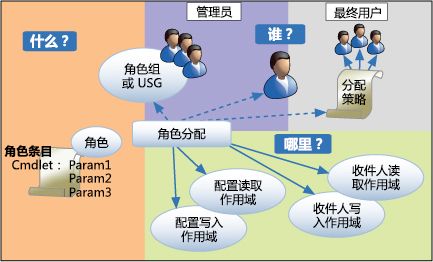 什么？
管理员
最终用户
谁？
角色组
或 USG
分配
策略
角色
角色分配
哪里？
角色条目
Cmdlet： Param1
Param2
Param3
配置读取
作用域
收件人读
取作用域
配置写入
作用域
收件人写
入作用域